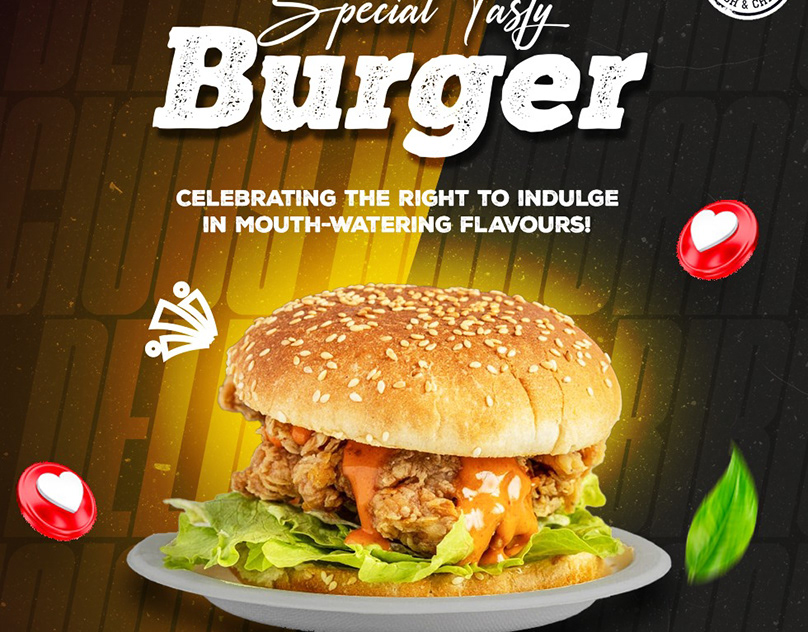 Special Tasty
Burger
CELEBRATING THE RIGHT TO INDULGE
IN MOUTH-WATERING FLAVOURS!